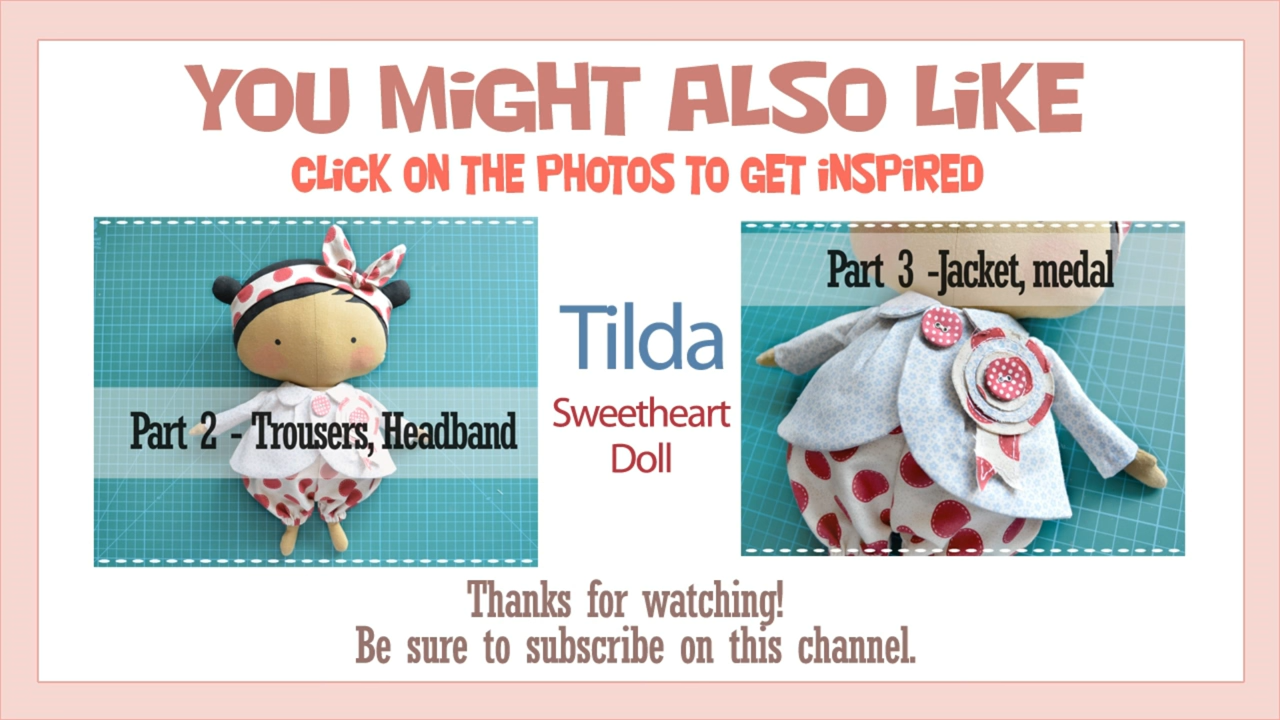 YOU MiGHT ALSO LiKE
CLiCK ON THE PHOTOS TO GET iNSPiRED
Part 2 - Trousers, Headband
Tilda
Sweetheart
Doll
Part 3 -Jacket, medal
Thanks for watching!
Be sure to subscribe on this channel.